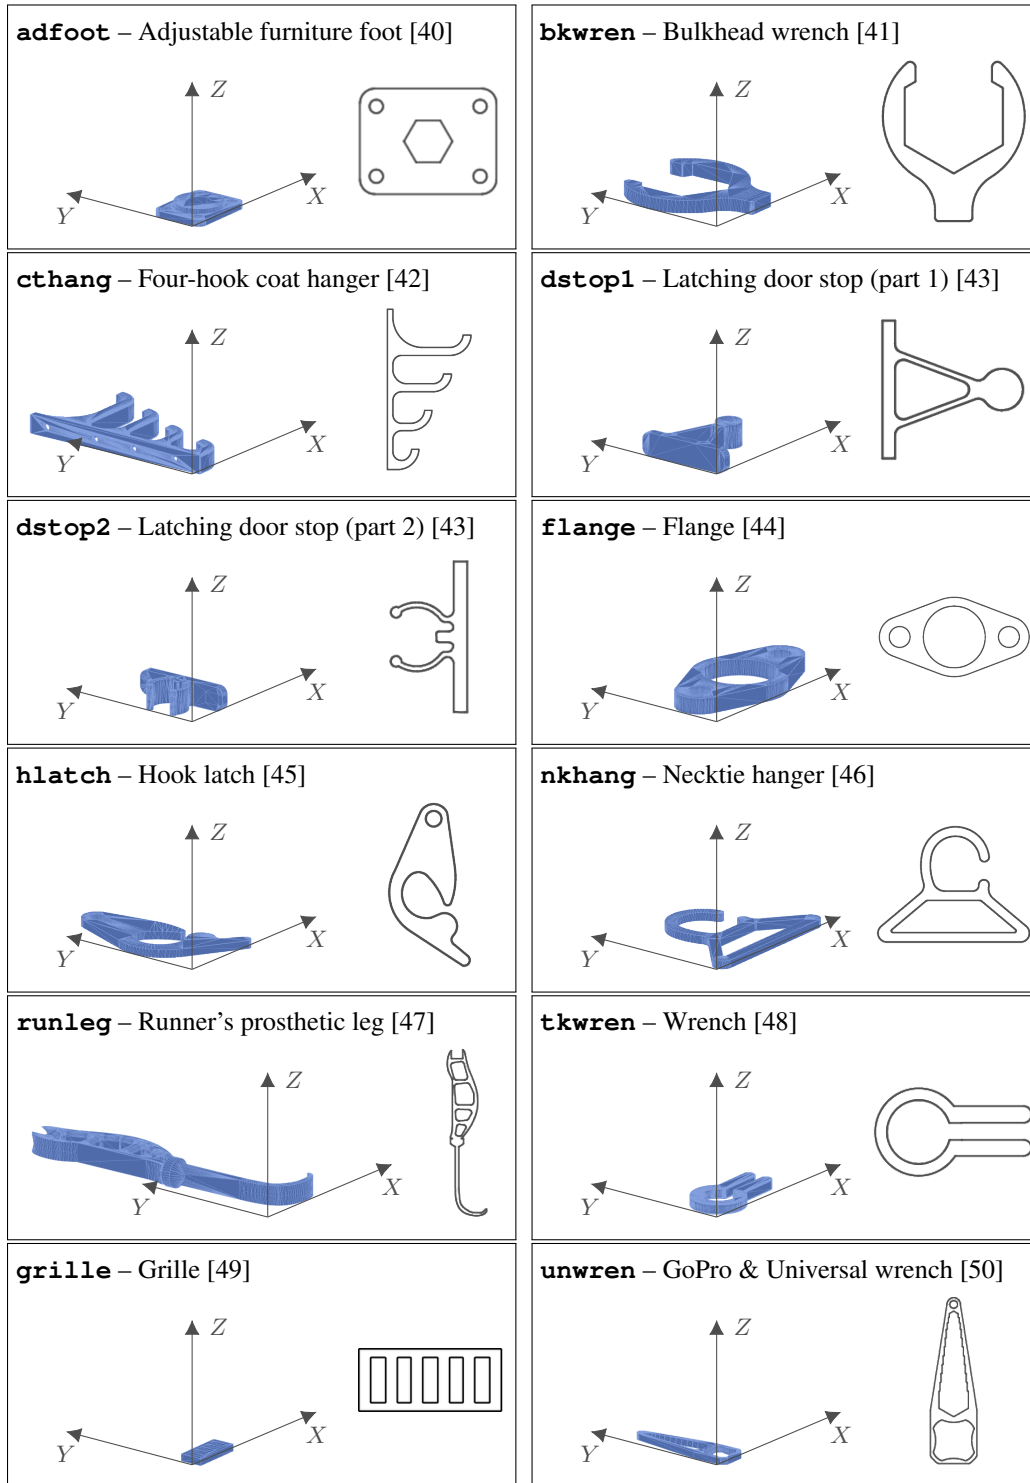 adfoot – Adjustable furniture foot [40]
Z
Y
X
bkwren – Bulkhead wrench [41]
Z
Y
X
cthang – Four-hook coat hanger [42]
Z
Y
X
dstop1 – Latching door stop (part 1) [43]
Z
Y
X
dstop2 – Latching door stop (part 2) [43]
Z
Y
X
flange – Flange [44]
Z
Y
X
hlatch – Hook latch [45]
Z
Y
X
nkhang – Necktie hanger [46]
Z
Y
X
runleg – Runner's prosthetic leg [47]
Z
Y
X
tkwren – Wrench [48]
Z
Y
X
grille – Grille [49]
Z
Y
X
unwren – GoPro & Universal wrench [50]
Z
Y
X